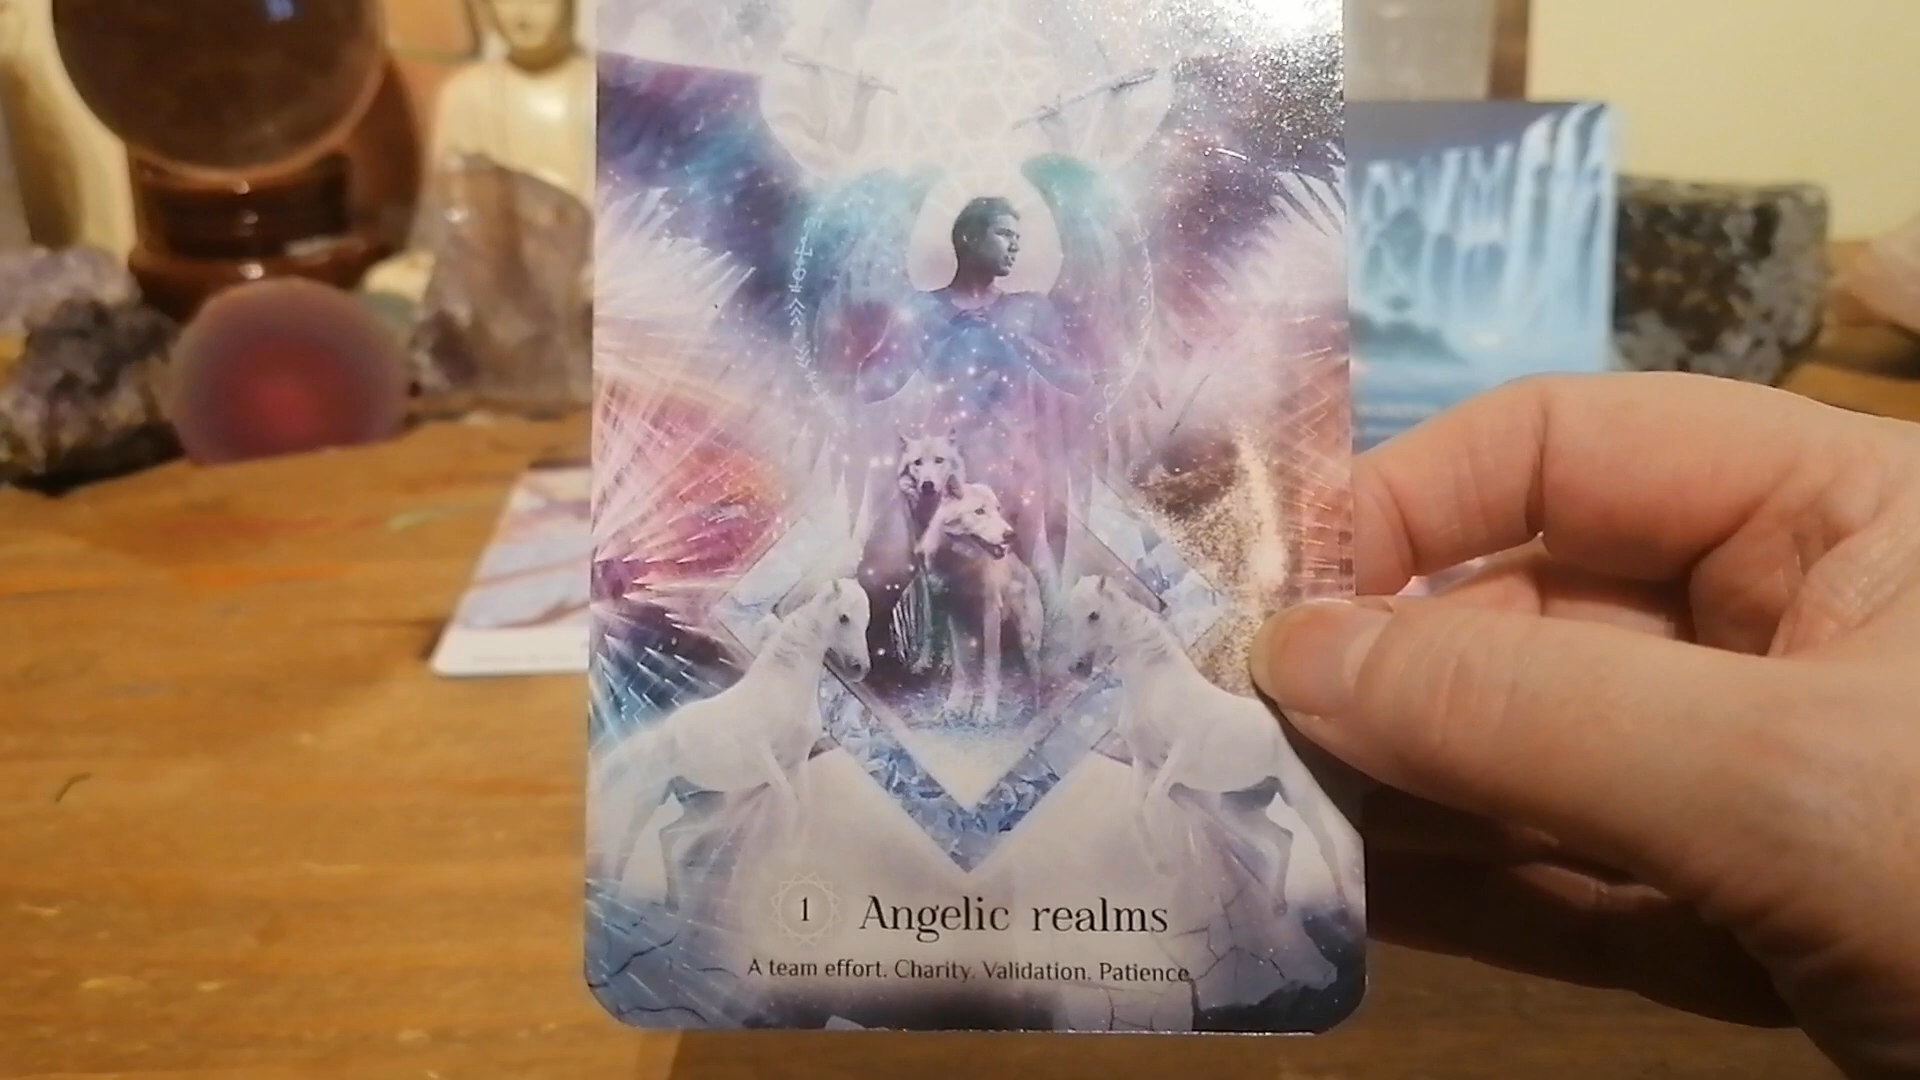 1 Angelic realms
A team effort. Charity. Validation. Patience